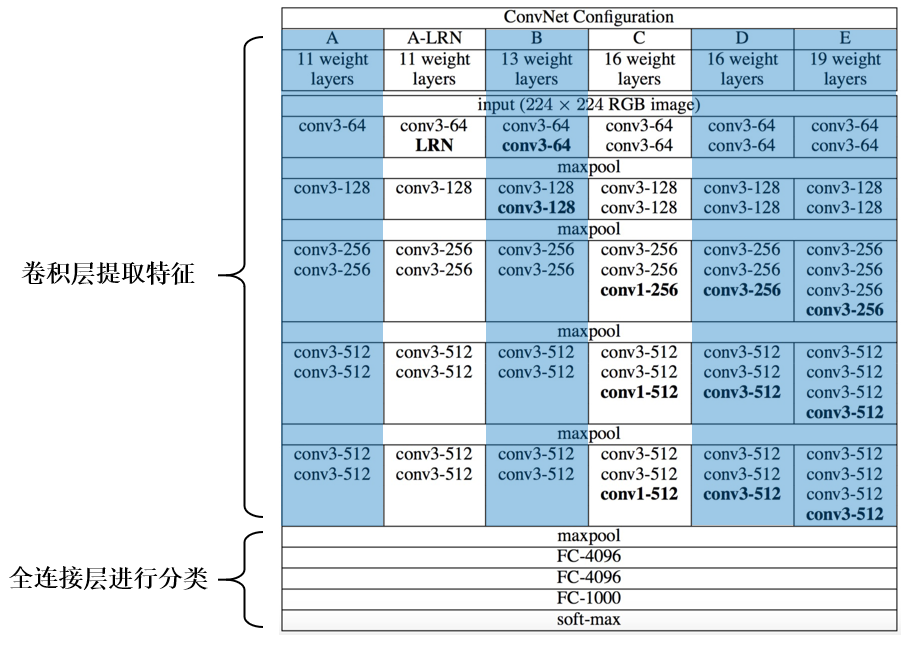 ConvNet Configuration
A A-LRN B C D E
11 weight 11 weight 13 weight 16 weight 16 weight 19 weight
layers layers layers layers layers layers
input (224 × 224 RGB image)
conv3-64 conv3-64 conv3-64 conv3-64 conv3-64 conv3-64
LRN conv3-64 conv3-64 conv3-64 conv3-64
maxpool
conv3-128 conv3-128 conv3-128 conv3-128 conv3-128 conv3-128
conv3-128 conv3-128 conv3-128 conv3-128
maxpool
conv3-256 conv3-256 conv3-256 conv3-256 conv3-256 conv3-256
conv3-256 conv3-256 conv3-256 conv3-256 conv3-256 conv3-256
conv1-256 conv3-256 conv3-256
conv3-256
maxpool
conv3-512 conv3-512 conv3-512 conv3-512 conv3-512 conv3-512
conv3-512 conv3-512 conv3-512 conv3-512 conv3-512 conv3-512
conv1-512 conv3-512 conv3-512
conv3-512
maxpool
conv3-512 conv3-512 conv3-512 conv3-512 conv3-512 conv3-512
conv3-512 conv3-512 conv3-512 conv3-512 conv3-512 conv3-512
conv1-512 conv3-512 conv3-512
conv3-512
maxpool
FC-4096
FC-4096
FC-1000
soft-max
卷积层提取特征
全连接层进行分类